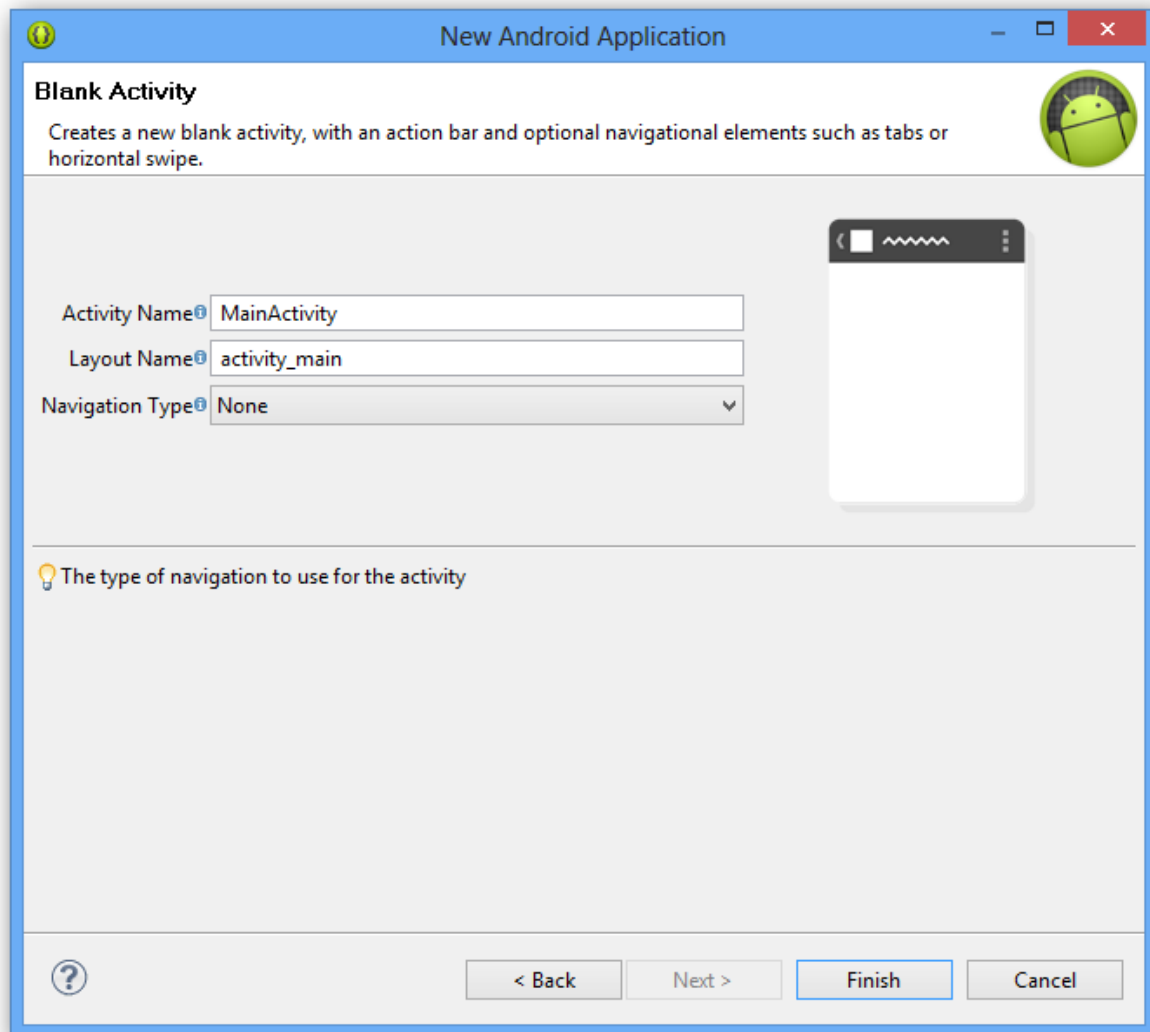 New Android Application
Blank Activity
Creates a new blank activity, with an action bar and optional navigational elements such as tabs or
horizontal swipe.
Activity Name MainActivity
Layout Name activity_main
Navigation Type None
The type of navigation to use for the activity
< Back Next > Finish Cancel